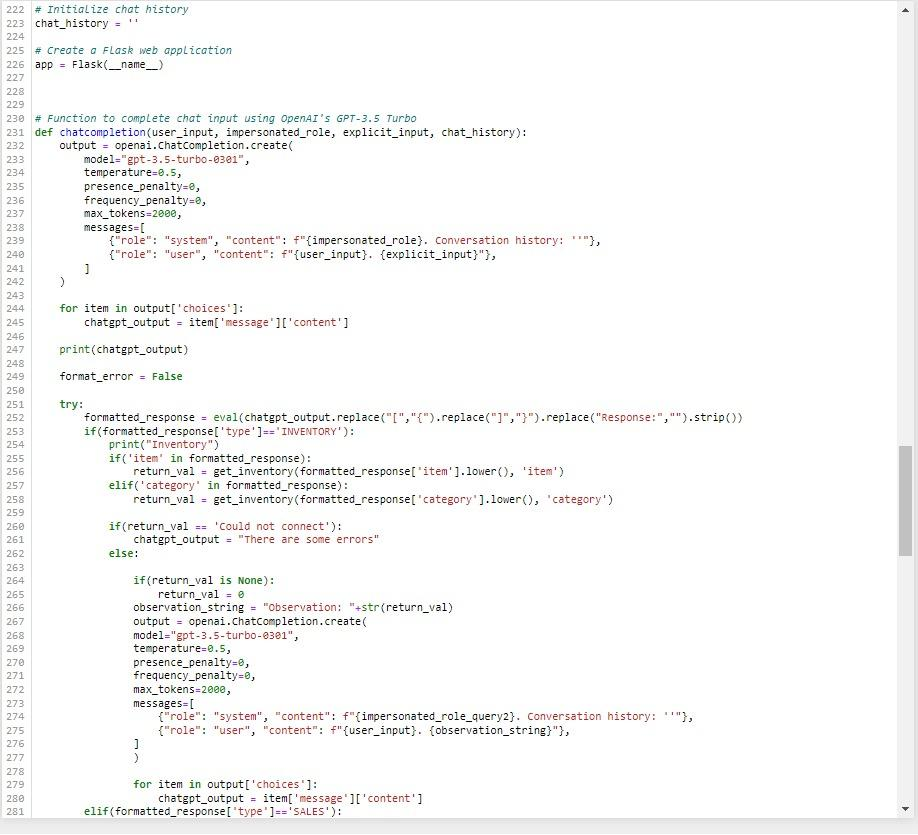 222 # Initialize chat history
223 chat_history = ''
224
225 # Create a Flask web application
226 app = Flask(__name__)
227
228
229
230 # Function to complete chat input using OpenAI's GPT-3.5 Turbo
231 def chatcompletion(user_input, impersonated_role, explicit_input, chat_history):
232     output = openai.ChatCompletion.create(
233         model="gpt-3.5-turbo-0301",
234         temperature=0.5,
235         presence_penalty=0,
236         frequency_penalty=0,
237         max_tokens=2000,
238         messages=[
239             {"role": "system", "content": f"{impersonated_role}. Conversation history: ''"},
240             {"role": "user", "content": f"{user_input}. {explicit_input}"},
241         ]
242     )
243
244     for item in output['choices']:
245         chatgpt_output = item['message']['content']
246
247     print(chatgpt_output)
248
249     format_error = False
250
251     try:
252         formatted_response = eval(chatgpt_output.replace("[","{").replace("]","}").replace("Response:","").strip())
253         if(formatted_response['type']=='INVENTORY'):
254             print("Inventory")
255             if('item' in formatted_response):
256                 return_val = get_inventory(formatted_response['item'].lower(), 'item')
257             elif('category' in formatted_response):
258                 return_val = get_inventory(formatted_response['category'].lower(), 'category')
259
260             if(return_val == 'Could not connect'):
261                 chatgpt_output = "There are some errors"
262             else:
263
264                 if(return_val is None):
265                     return_val = 0
266                 observation_string = "Observation: "+str(return_val)
267                 output = openai.ChatCompletion.create(
268                 model="gpt-3.5-turbo-0301",
269                 temperature=0.5,
270                 presence_penalty=0,
271                 frequency_penalty=0,
272                 max_tokens=2000,
273                 messages=[
274                     {"role": "system", "content": f"{impersonated_role_query2}. Conversation history: ''"},
275                     {"role": "user", "content": f"{user_input}. {observation_string}"},
276                 ]
277                 )
278
279                 for item in output['choices']:
280                     chatgpt_output = item['message']['content']
281         elif(formatted_response['type']=='SALES'):